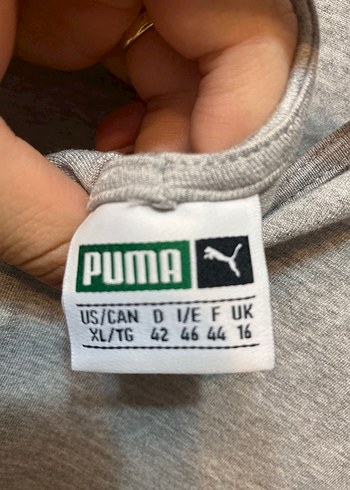 PUMA
US/CAN D I/E F UK
XL/TG 42 46 44 16